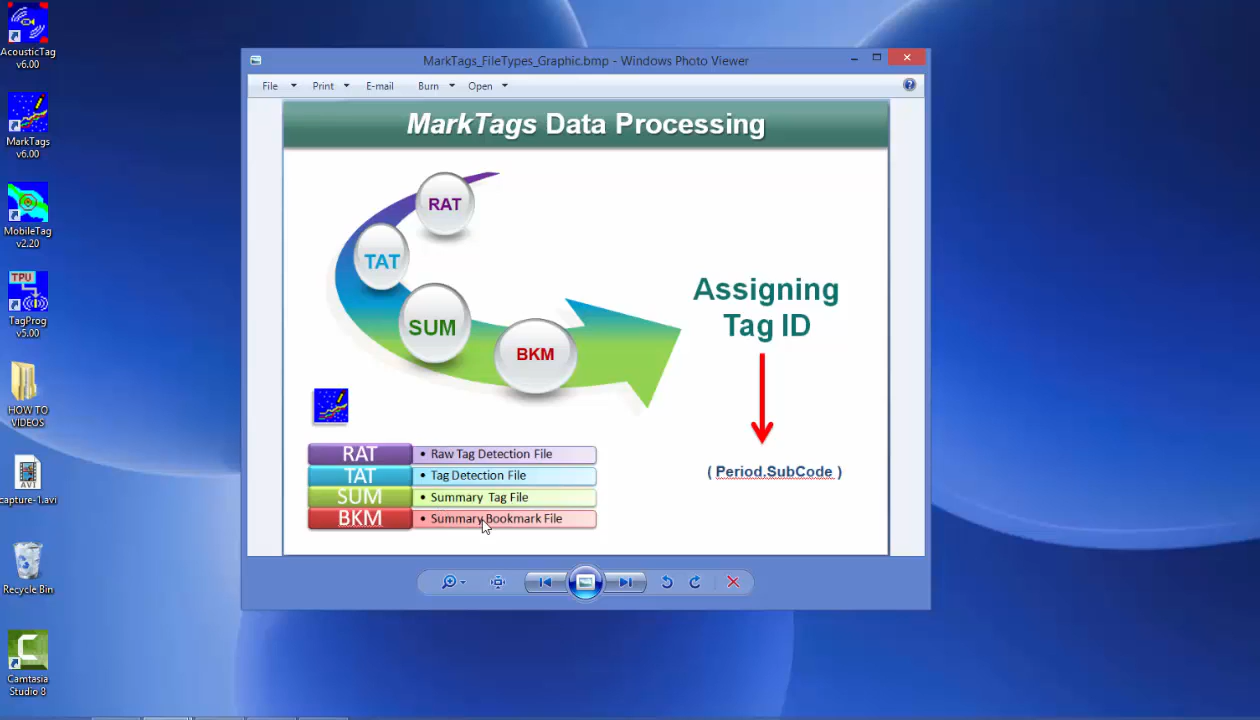 AcousticTag
v6.00
MarkTags
v6.00
MobileTag
v2.20
TPU
TagProg
v5.00
HOW TO
VIDEOS
AVI
capture-1.avi
Recycle Bin
Camtasia
Studio 8
MarkTags_FileTypes_Graphic.bmp - Windows Photo Viewer
File Print E-mail Burn Open
MarkTags Data Processing
RAT
TAT
SUM
BKM
Assigning
Tag ID
( Period.SubCode )
RAT • Raw Tag Detection File
TAT • Tag Detection File
SUM • Summary Tag File
BKM • Summary Bookmark File